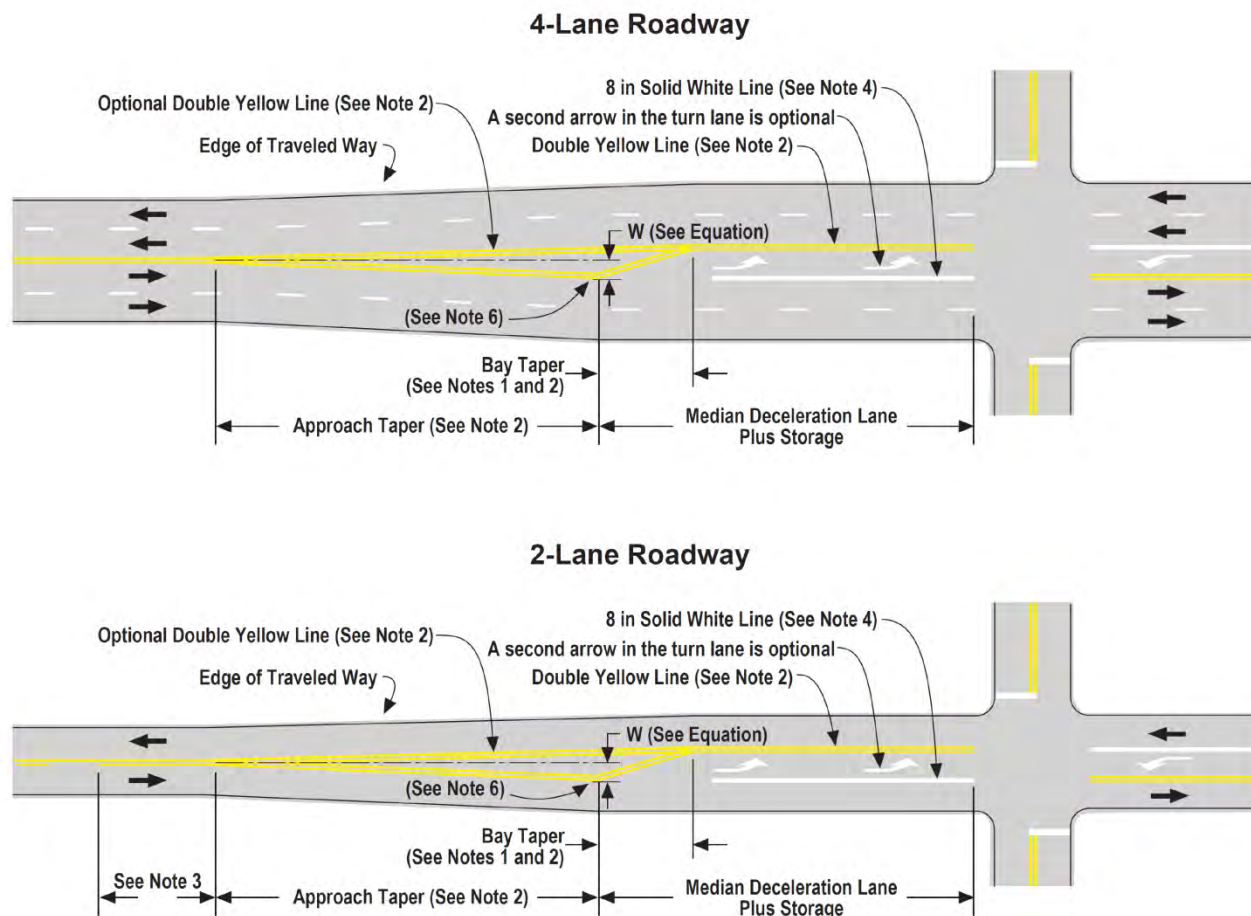 4-Lane Roadway
8 in Solid White Line (See Note 4)
Optional Double Yellow Line (See Note 2)
A second arrow in the turn lane is optional
Edge of Traveled Way
Double Yellow Line (See Note 2)
W (See Equation)
(See Note 6)
Bay Taper
(See Notes 1 and 2)
Approach Taper (See Note 2)
Median Deceleration Lane
Plus Storage
2-Lane Roadway
8 in Solid White Line (See Note 4)
Optional Double Yellow Line (See Note 2)
A second arrow in the turn lane is optional
Edge of Traveled Way
Double Yellow Line (See Note 2)
W (See Equation)
(See Note 6)
Bay Taper
(See Notes 1 and 2)
See Note 3
Approach Taper (See Note 2)
Median Deceleration Lane
Plus Storage